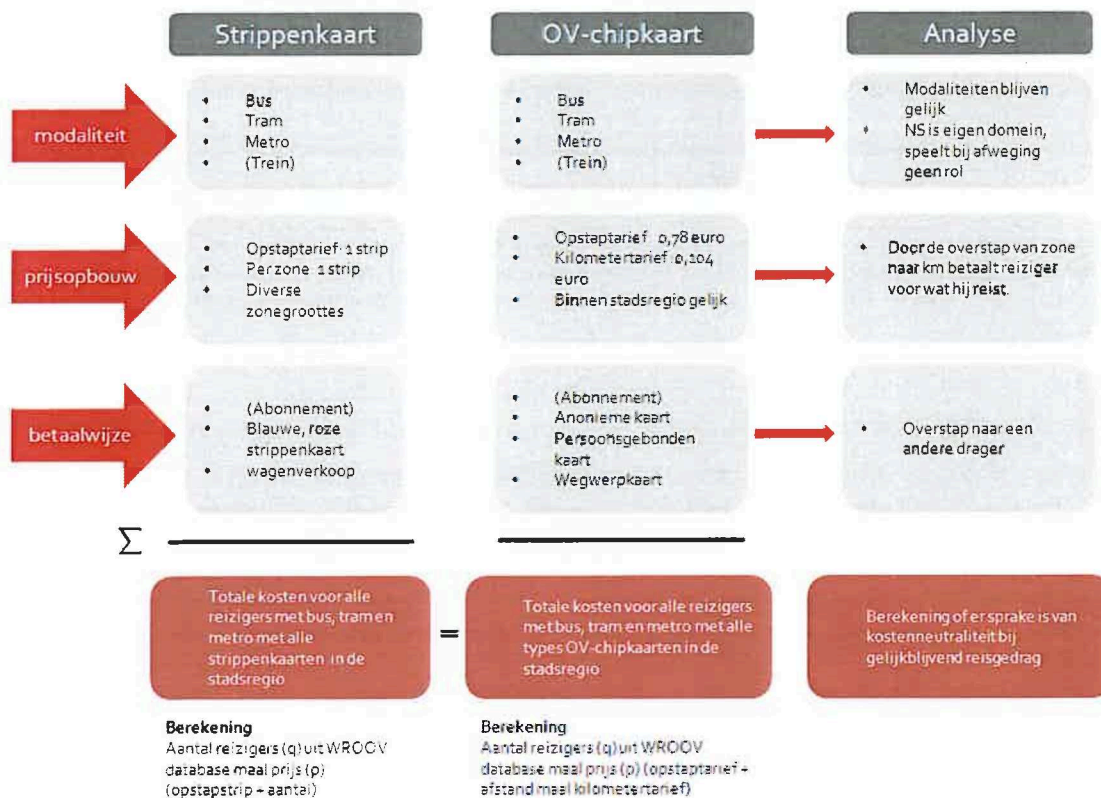 Strippenkaart
OV-chipkaart
Analyse
modaliteit
• Bus
• Tram
• Metro
• (Trein)
• Bus
• Tram
• Metro
• (Trein)
• Modaliteiten blijven
gelijk
• NS is eigen domein,
speelt bij afweging
geen rol
prijsopbouw
• Opstaptarief: 1 strip
• Per zone: 1 strip
• Diverse
zonegroottes
• Opstaptarief 0,78 euro
• Kilometertarief 0,104
euro
• Binnen stadsregio gelijk
• Door de overstap van zone
naar km betaalt reiziger
voor wat hij reist.
betaalwijze
• (Abonnement)
• Blauwe, roze
strippenkaart
• wagenverkoop
• (Abonnement)
• Anonieme kaart
• Persoonsgebonden
kaart
• Wegwerpkaart
• Overstap naar een
andere drager
Σ
Totale kosten voor alle
reizigers met bus, tram en
metro met alle
strippenkaarten in de
stadsregio
=
Totale kosten voor alle reizigers
met bus, tram en metro met alle
types OV-chipkaarten in de
stadsregio
Berekening of er sprake is van
kostenneutraliteit bij
gelijkblijvend reisgedrag
Berekening
Aantal reizigers (q) uit WROOV
database maal prijs (p)
(opstapstrip + aantal)
Berekening
Aantal reizigers (q) uit WROOV
database maal prijs (p) (opstaptarief +
afstand maal kilometertarief)